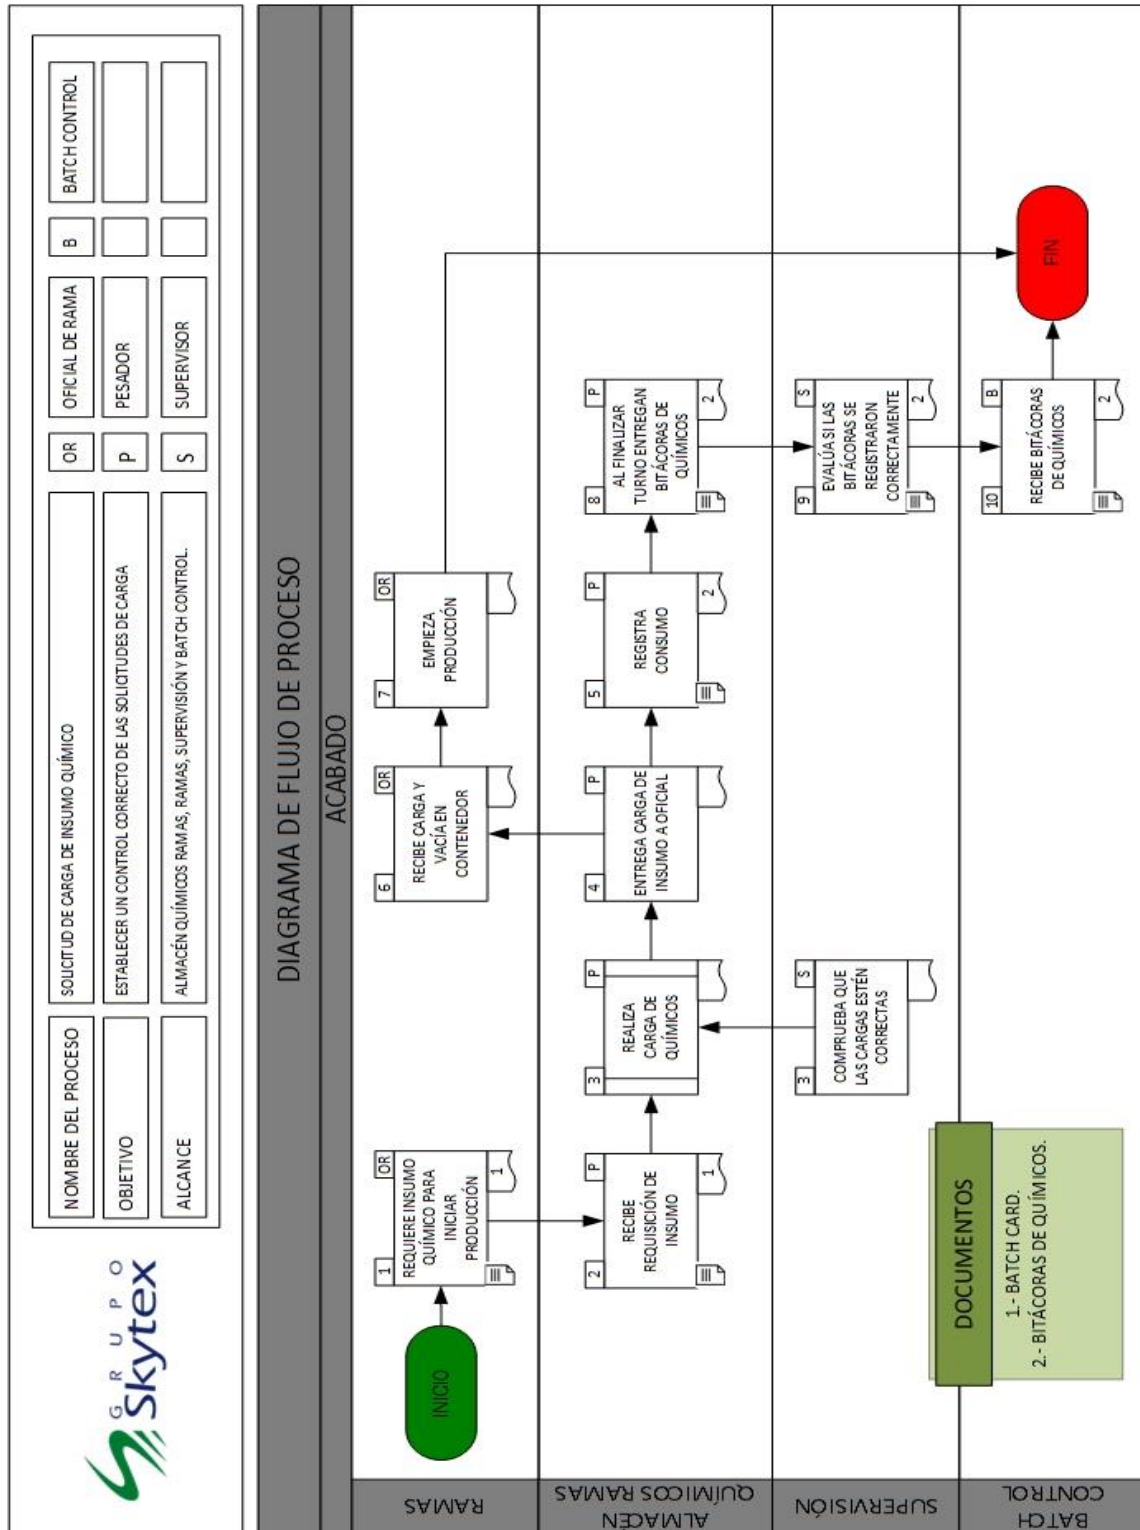 GRUPO
Skytex
NOMBRE DEL PROCESO
SOLICITUD DE CARGA DE INSUMO QUÍMICO
OR
OFICIAL DE RAMA
B
BATCH CONTROL
OBJETIVO
ESTABLECER UN CONTROL CORRECTO DE LAS SOLICITUDES DE CARGA
P
PESADOR
ALCANCE
ALMACÉN QUÍMICOS RAMAS, RAMAS, SUPERVISIÓN Y BATCH CONTROL.
S
SUPERVISOR
DIAGRAMA DE FLUJO DE PROCESO
ACABADO
RAMAS
INICIO
1
OR
REQUIERE INSUMO
QUÍMICO PARA
INICIAR
PRODUCCIÓN
1
6
OR
RECIBE CARGA Y
VACÍA EN
CONTENEDOR
7
OR
EMPIEZA
PRODUCCIÓN
ALMACÉN
QUÍMICOS RAMAS
2
P
RECIBE
REQUISICIÓN DE
INSUMO
1
3
P
REALIZA
CARGA DE
QUÍMICOS
4
P
ENTREGA CARGA DE
INSUMO A OFICIAL
5
P
REGISTRA
CONSUMO
2
8
P
AL FINALIZAR
TURNO ENTREGAN
BITÁCORAS DE
QUÍMICOS
2
SUPERVISIÓN
3
S
COMPRUEBA QUE
LAS CARGAS ESTÉN
CORRECTAS
9
S
EVALÚA SI LAS
BITÁCORAS SE
REGISTRARON
CORRECTAMENTE
2
BATCH
CONTROL
DOCUMENTOS
1.- BATCH CARD.
2.- BITÁCORAS DE QUÍMICOS.
10
B
RECIBE BITÁCORAS
DE QUÍMICOS
2
FIN